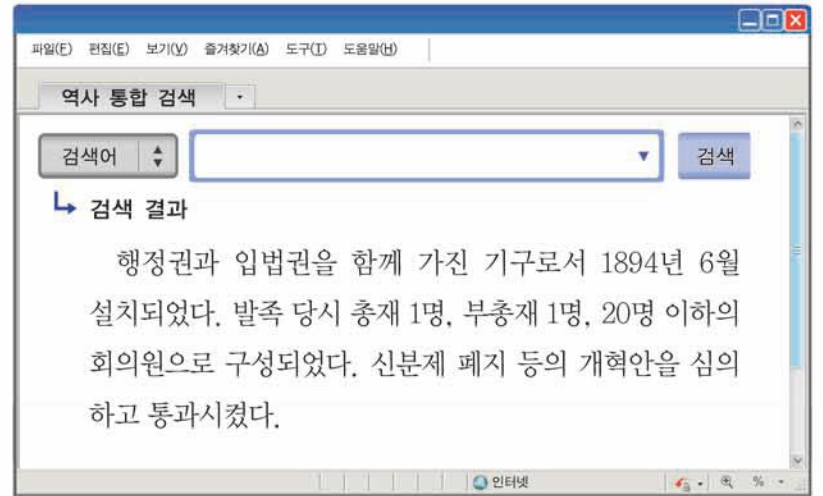 파일(F) 편집(E) 보기(V) 즐겨찾기(A) 도구(T) 도움말(H)
역사 통합 검색
검색어 검색
검색 결과
행정권과 입법권을 함께 가진 기구로서 1894년 6월
설치되었다. 발족 당시 총재 1명, 부총재 1명, 20명 이하의
회의원으로 구성되었다. 신분제 폐지 등의 개혁안을 심의
하고 통과시켰다.
인터넷 %